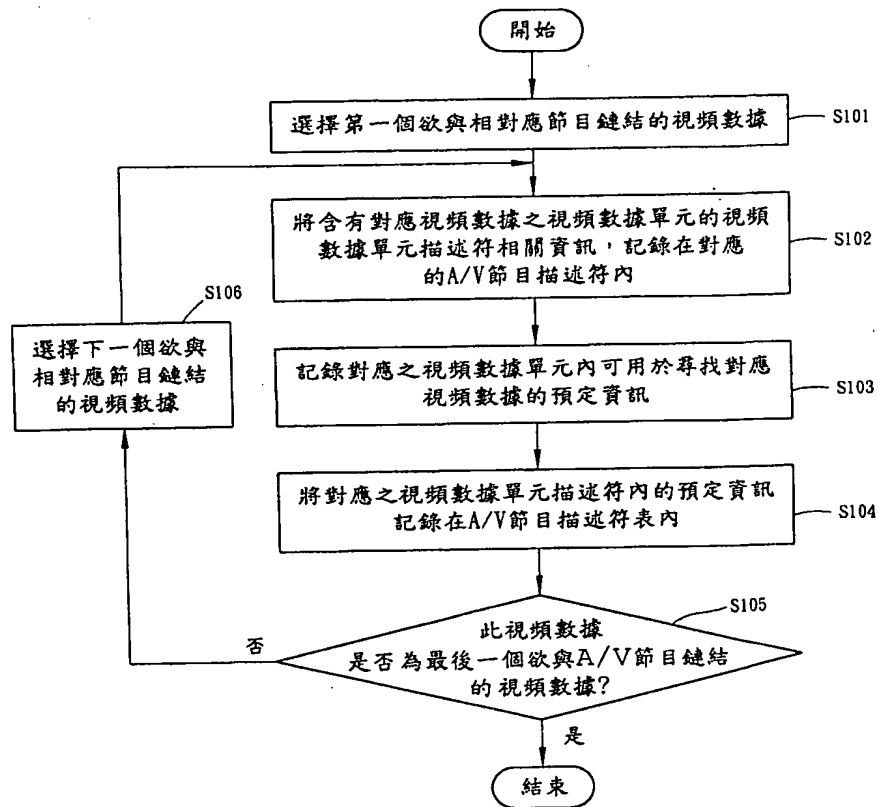 開始
選擇第一個欲與相對應節目鏈結的視頻數據
S101
將含有對應視頻數據之視頻數據單元的視頻
數據單元描述符相關資訊，記錄在對應
的A/V節目描述符內
S102
S106
選擇下一個欲與
相對應節目鏈結
的視頻數據
記錄對應之視頻數據單元內可用於尋找對應
視頻數據的預定資訊
S103
將對應之視頻數據單元描述符內的預定資訊
記錄在A/V節目描述符表內
S104
S105
此視頻數據
是否為最後一個欲與A/V節目鏈結
的視頻數據?
否
是
結束